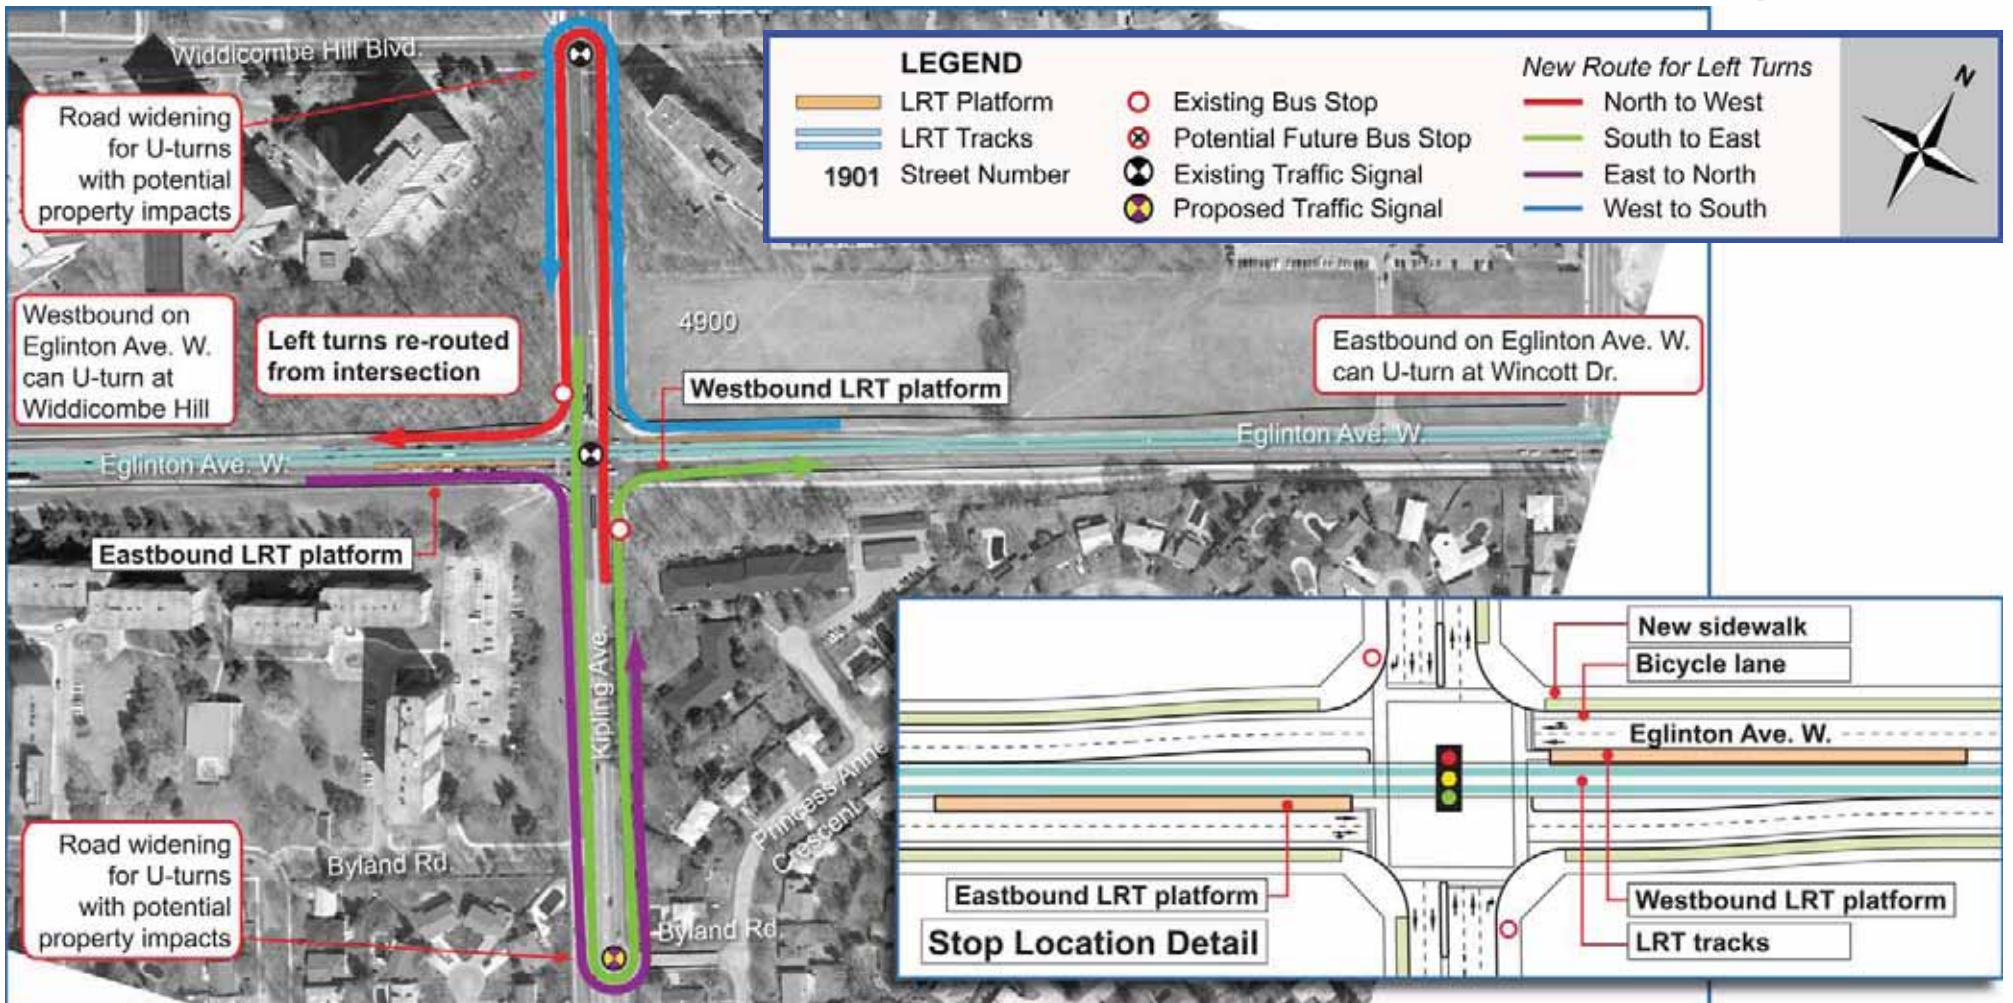 Widdicombe Hill Blvd.
Road widening
for U-turns
with potential
property impacts
LEGEND
LRT Platform
LRT Tracks
1901 Street Number
Existing Bus Stop
Potential Future Bus Stop
Existing Traffic Signal
Proposed Traffic Signal
New Route for Left Turns
North to West
South to East
East to North
West to South
N
Westbound on
Eglinton Ave. W.
can U-turn at
Widdicombe Hill
Left turns re-routed
from intersection
4900
Westbound LRT platform
Eastbound on Eglinton Ave. W.
can U-turn at Wincott Dr.
Eglinton Ave. W.
Eglinton Ave. W.
Eastbound LRT platform
Kipling Ave.
Princess Anne
Crescent.
Byland Rd.
Road widening
for U-turns
with potential
property impacts
Byland Rd.
New sidewalk
Bicycle lane
Eglinton Ave. W.
Eastbound LRT platform
Westbound LRT platform
LRT tracks
Stop Location Detail